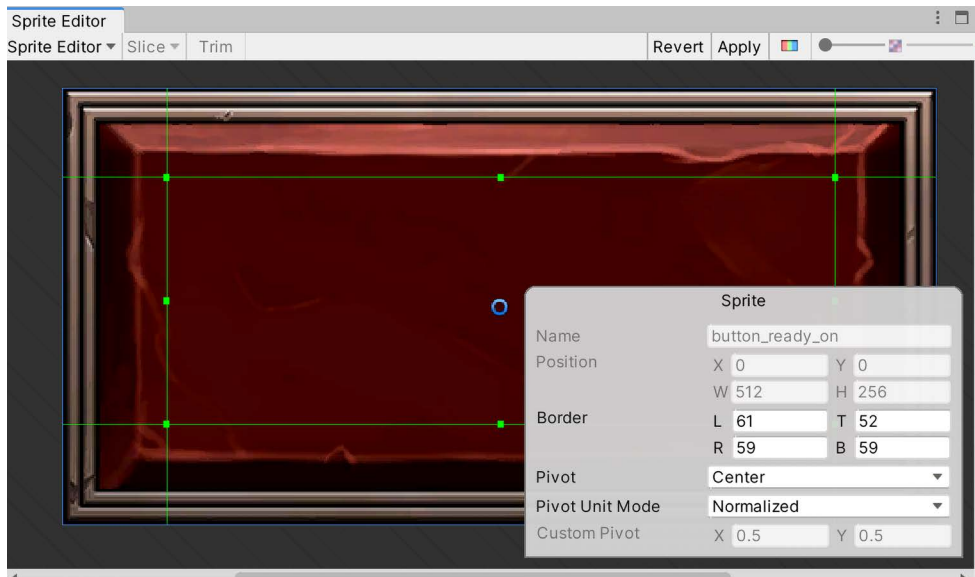 Sprite Editor
Sprite Editor Slice Trim Revert Apply
Sprite
Name button_ready_on
Position X 0 Y 0
W 512 H 256
Border L 61 T 52
R 59 B 59
Pivot Center
Pivot Unit Mode Normalized
Custom Pivot X 0.5 Y 0.5